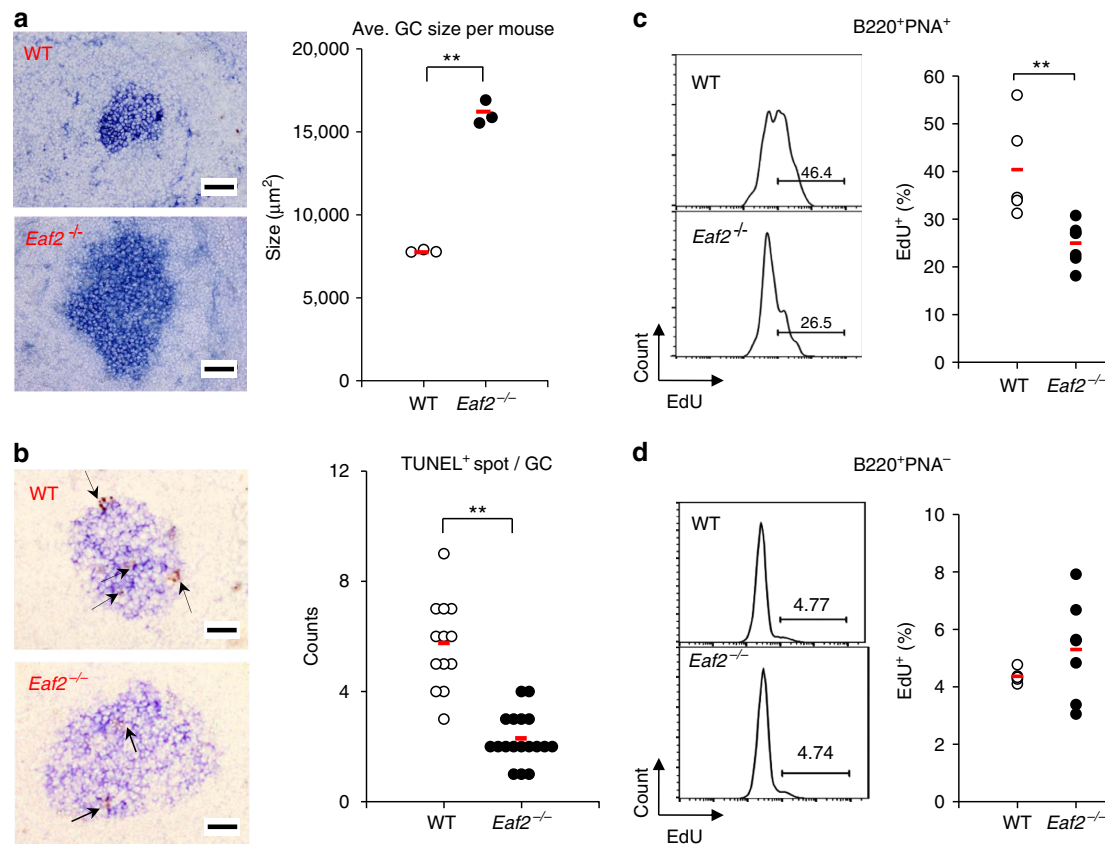 a
WT
Eaf2 -/-
Ave. GC size per mouse
**
20,000
15,000
10,000
5,000
0
Size (µm²)
WT
Eaf2−/−
b
WT
Eaf2−/−
TUNEL+ spot / GC
**
12
8
4
0
Counts
WT
Eaf2−/−
c
B220+PNA+
WT
46.4
Eaf2-/-
26.5
Count
EdU
**
60
50
40
30
20
10
0
EdU+ (%)
WT
Eaf2−/−
d
B220+PNA−
WT
4.77
Eaf2−/−
4.74
Count
EdU
10
8
6
4
2
0
EdU+ (%)
WT
Eaf2−/−